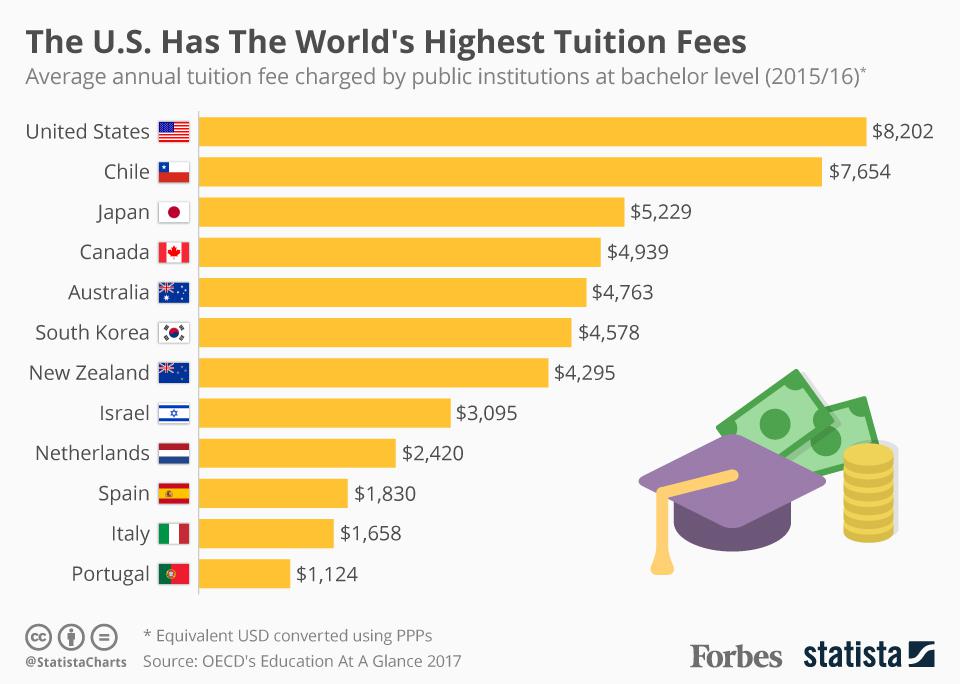 The U.S. Has The World's Highest Tuition Fees
Average annual tuition fee charged by public institutions at bachelor level (2015/16)*
United States $8,202
Chile $7,654
Japan $5,229
Canada $4,939
Australia $4,763
South Korea $4,578
New Zealand $4,295
Israel $3,095
Netherlands $2,420
Spain $1,830
Italy $1,658
Portugal $1,124
cc
@StatistaCharts
* Equivalent USD converted using PPPs
Source: OECD's Education At A Glance 2017
Forbes statista